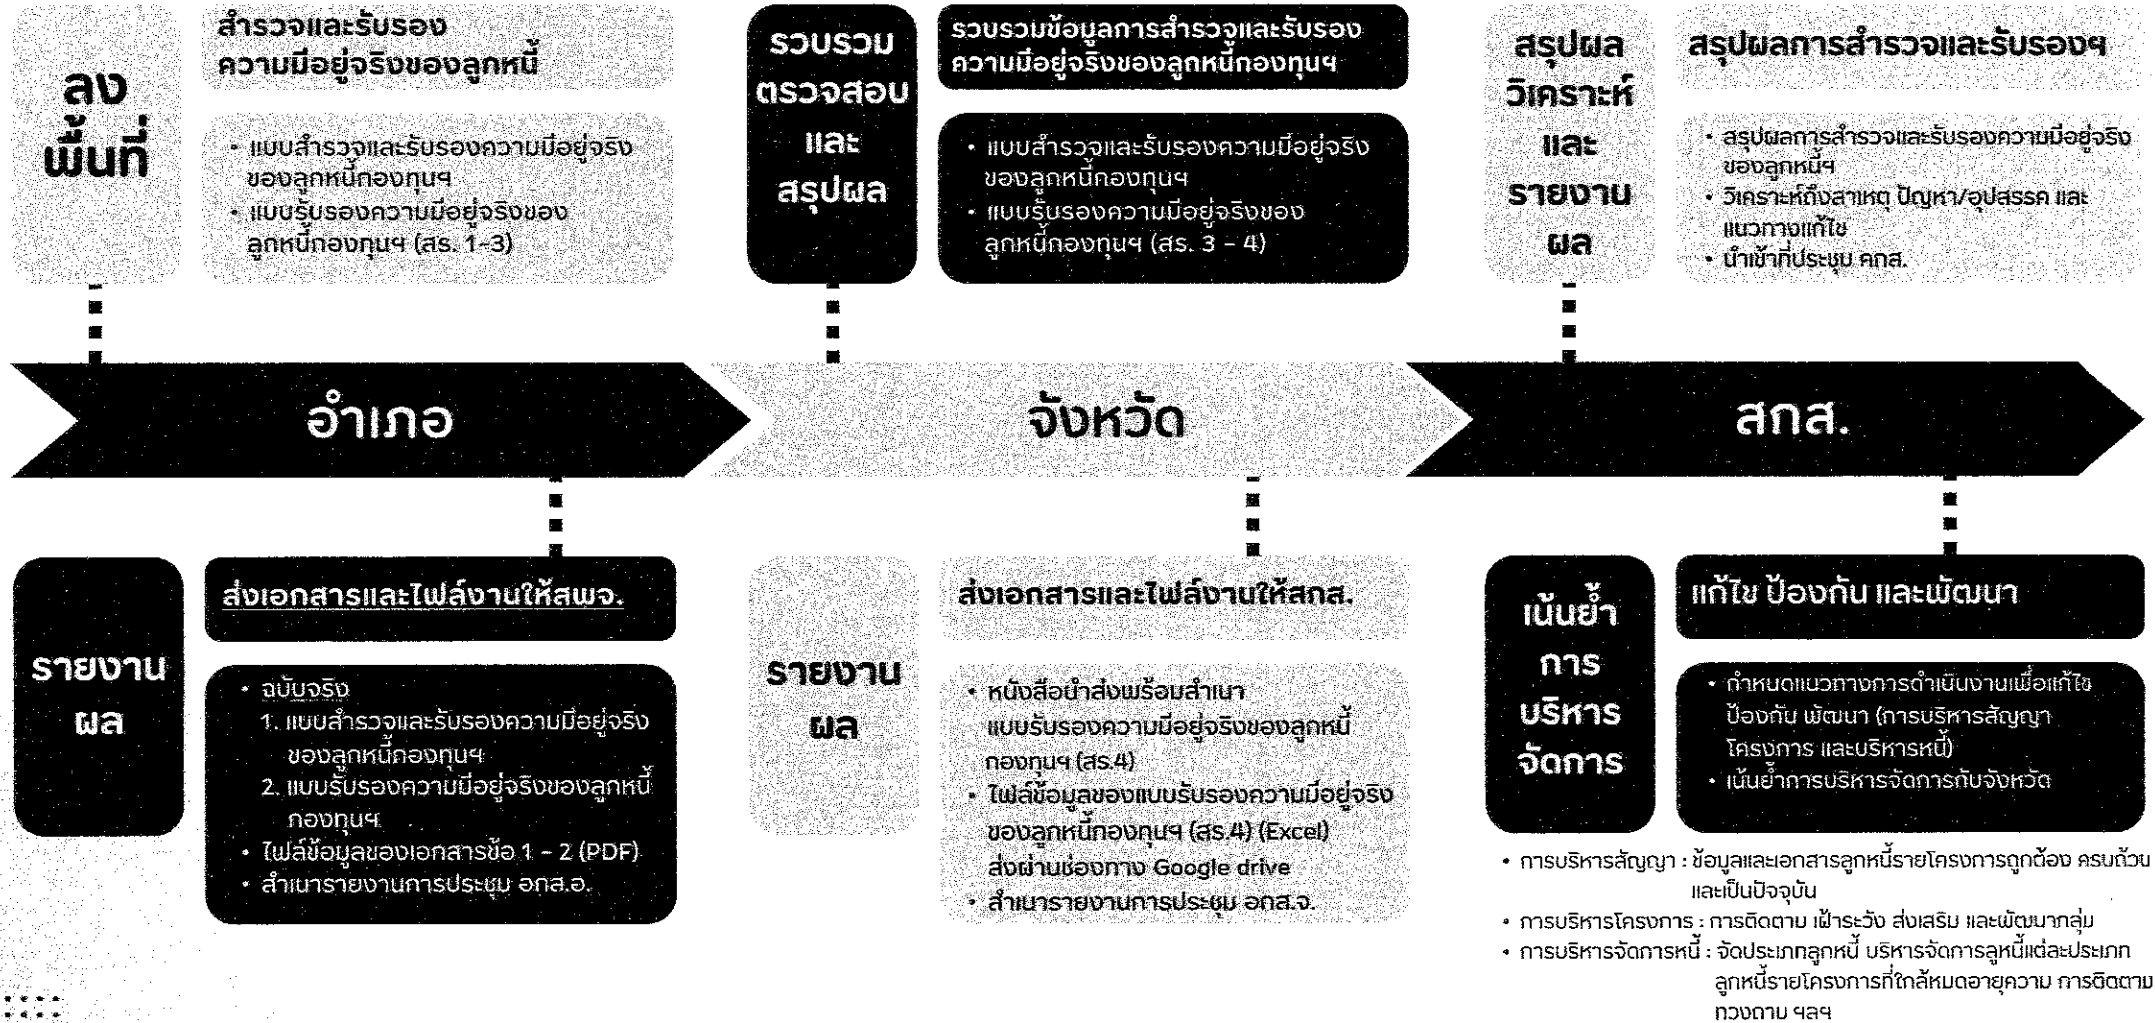 ลง
พื้นที่
สำรวจและรับรอง
ความมีอยู่จริงของลูกหนี้
• แบบสำรวจและรับรองความมีอยู่จริง
ของลูกหนี้กองทุนฯ
• แบบรับรองความมีอยู่จริงของ
ลูกหนี้กองทุนฯ (สร. 1-3)
รวบรวม
ตรวจสอบ
และ
สรุปผล
รวบรวมข้อมูลการสำรวจและรับรอง
ความมีอยู่จริงของลูกหนี้กองทุนฯ
• แบบสำรวจและรับรองความมีอยู่จริง
ของลูกหนี้กองทุนฯ
• แบบรับรองความมีอยู่จริงของ
ลูกหนี้กองทุนฯ (สร. 3 - 4)
สรุปผล
วิเคราะห์
และ
รายงาน
ผล
สรุปผลการสำรวจและรับรองฯ
• สรุปผลการสำรวจและรับรองความมีอยู่จริง
ของลูกหนี้ฯ
• วิเคราะห์ถึงสาเหตุ ปัญหา/อุปสรรค และ
แนวทางแก้ไข
• นำเข้าที่ประชุม คกส.
อำเภอ
จังหวัด
สกส.
รายงาน
ผล
ส่งเอกสารและไฟล์งานให้สพจ.
• ฉบับจริง
1. แบบสำรวจและรับรองความมีอยู่จริง
ของลูกหนี้กองทุนฯ
2. แบบรับรองความมีอยู่จริงของลูกหนี้
กองทุนฯ
• ไฟล์ข้อมูลของเอกสารข้อ 1 - 2 (PDF)
• สำเนารายงานการประชุม อกส.อ.
รายงาน
ผล
ส่งเอกสารและไฟล์งานให้สกส.
• หนังสือนำส่งพร้อมสำเนา
แบบรับรองความมีอยู่จริงของลูกหนี้
กองทุนฯ (สร.4)
• ไฟล์ข้อมูลของแบบรับรองความมีอยู่จริง
ของลูกหนี้กองทุนฯ (สร.4) (Excel)
ส่งผ่านช่องทาง Google drive
• สำเนารายงานการประชุม อกส.จ.
เน้นย้ำ
การ
บริหาร
จัดการ
แก้ไข ป้องกัน และพัฒนา
• กำหนดแนวทางการดำเนินงานเพื่อแก้ไข
ป้องกัน พัฒนา (การบริหารสัญญา
โครงการ และบริหารหนี้)
• เน้นย้ำการบริหารจัดการกับจังหวัด
• การบริหารสัญญา : ข้อมูลและเอกสารลูกหนี้รายโครงการถูกต้อง ครบถ้วน
และเป็นปัจจุบัน
• การบริหารโครงการ : การติดตาม เฝ้าระวัง ส่งเสริม และพัฒนากลุ่ม
• การบริหารจัดการหนี้ : จัดประเภทลูกหนี้ บริหารจัดการลูหนี้แต่ละประเภท
ลูกหนี้รายโครงการที่ใกล้หมดอายุความ การติดตาม
ทวงถาม ฯลฯ